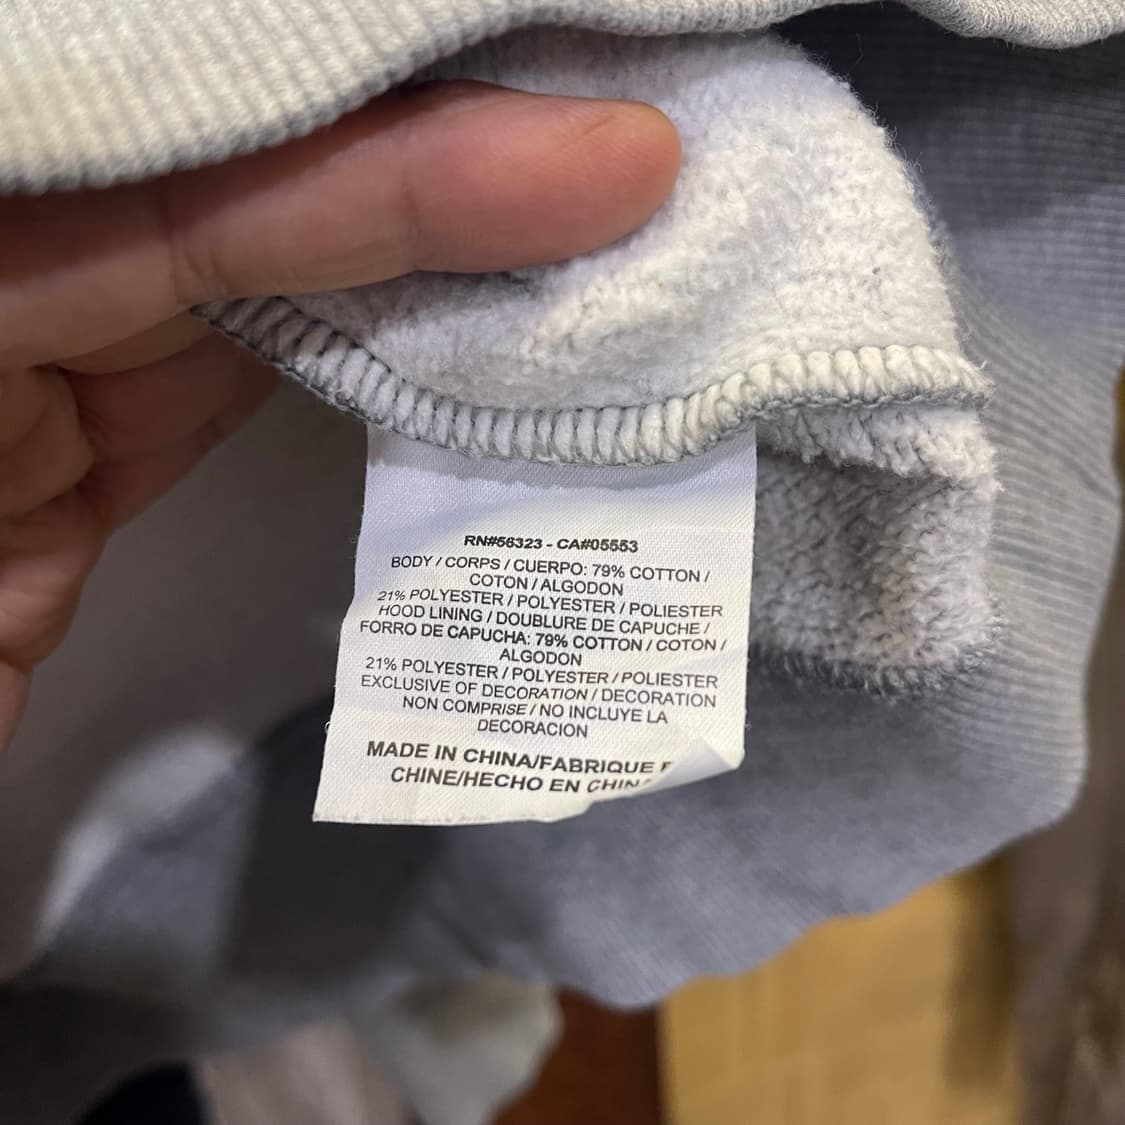 RN#56323 - CA#05553
BODY / CORPS / CUERPO: 79% COTTON /
COTON / ALGODON
21% POLYESTER / POLYESTER / POLIESTER
HOOD LINING / DOUBLURE DE CAPUCHE /
FORRO DE CAPUCHA: 79% COTTON / COTON /
ALGODON
21% POLYESTER / POLYESTER / POLIESTER
EXCLUSIVE OF DECORATION / DECORATION
NON COMPRISE / NO INCLUYE LA
DECORACION
MADE IN CHINA/FABRIQUE
CHINE/HECHO EN